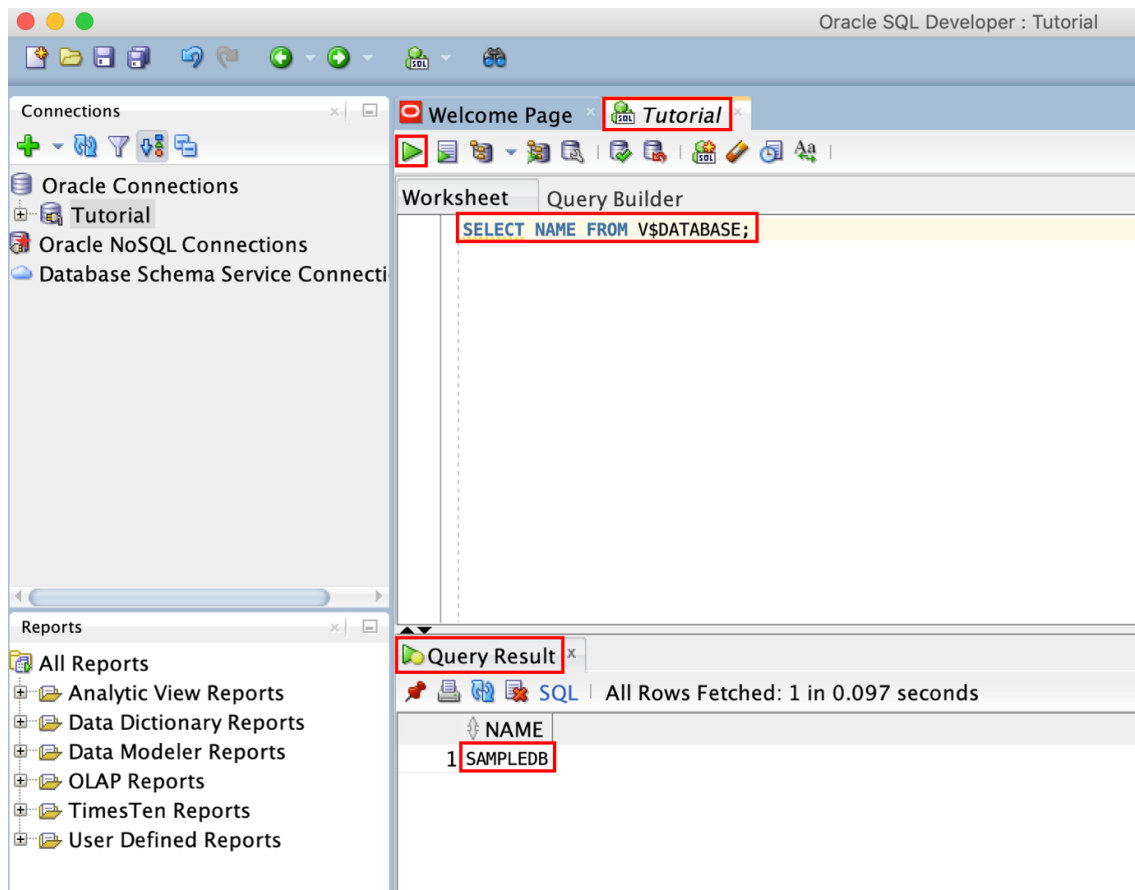 Oracle SQL Developer : Tutorial
Connections
Oracle Connections
Tutorial
Oracle NoSQL Connections
Database Schema Service Connecti
Reports
All Reports
Analytic View Reports
Data Dictionary Reports
Data Modeler Reports
OLAP Reports
TimesTen Reports
User Defined Reports
Welcome Page
Tutorial
Worksheet
Query Builder
SELECT NAME FROM V$DATABASE;
Query Result
SQL
All Rows Fetched: 1 in 0.097 seconds
NAME
1 SAMPLEDB